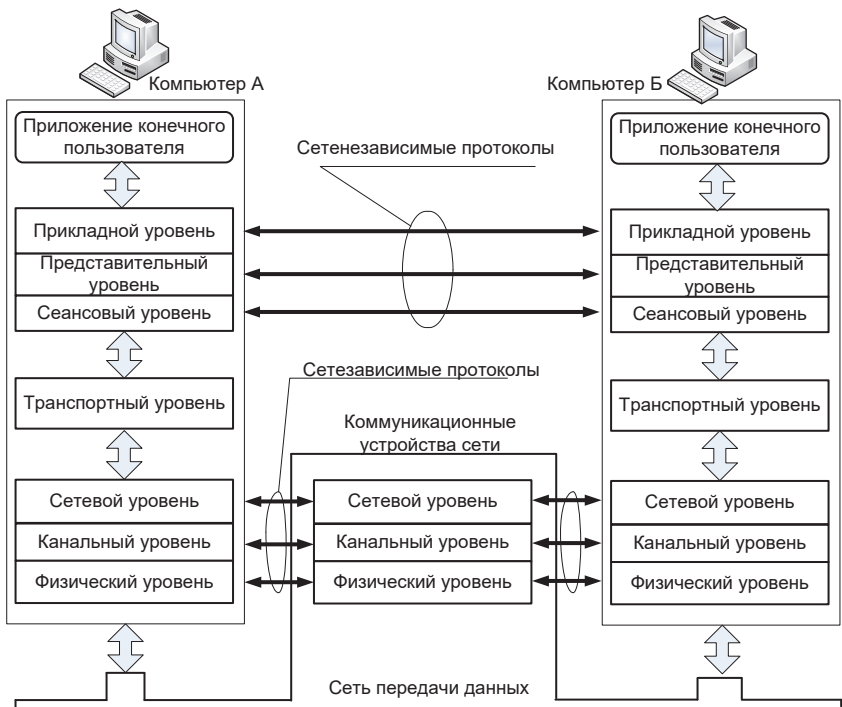 Компьютер А
Компьютер Б
Приложение конечного
пользователя
Сетенезависимые протоколы
Приложение конечного
пользователя
Прикладной уровень
Представительный
уровень
Сеансовый уровень
Прикладной уровень
Представительный
уровень
Сеансовый уровень
Сетезависимые протоколы
Транспортный уровень
Транспортный уровень
Коммуникационные
устройства сети
Сетевой уровень
Канальный уровень
Физический уровень
Сетевой уровень
Канальный уровень
Физический уровень
Сетевой уровень
Канальный уровень
Физический уровень
Сеть передачи данных